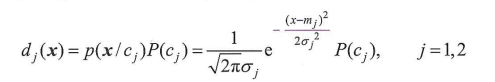 d_j(x) = p(x/c_j)P(c_j) = \frac{1}{\sqrt{2\pi}\sigma_j} e^{-\frac{(x-m_j)^2}{2\sigma_j^2}} P(c_j), j=1,2